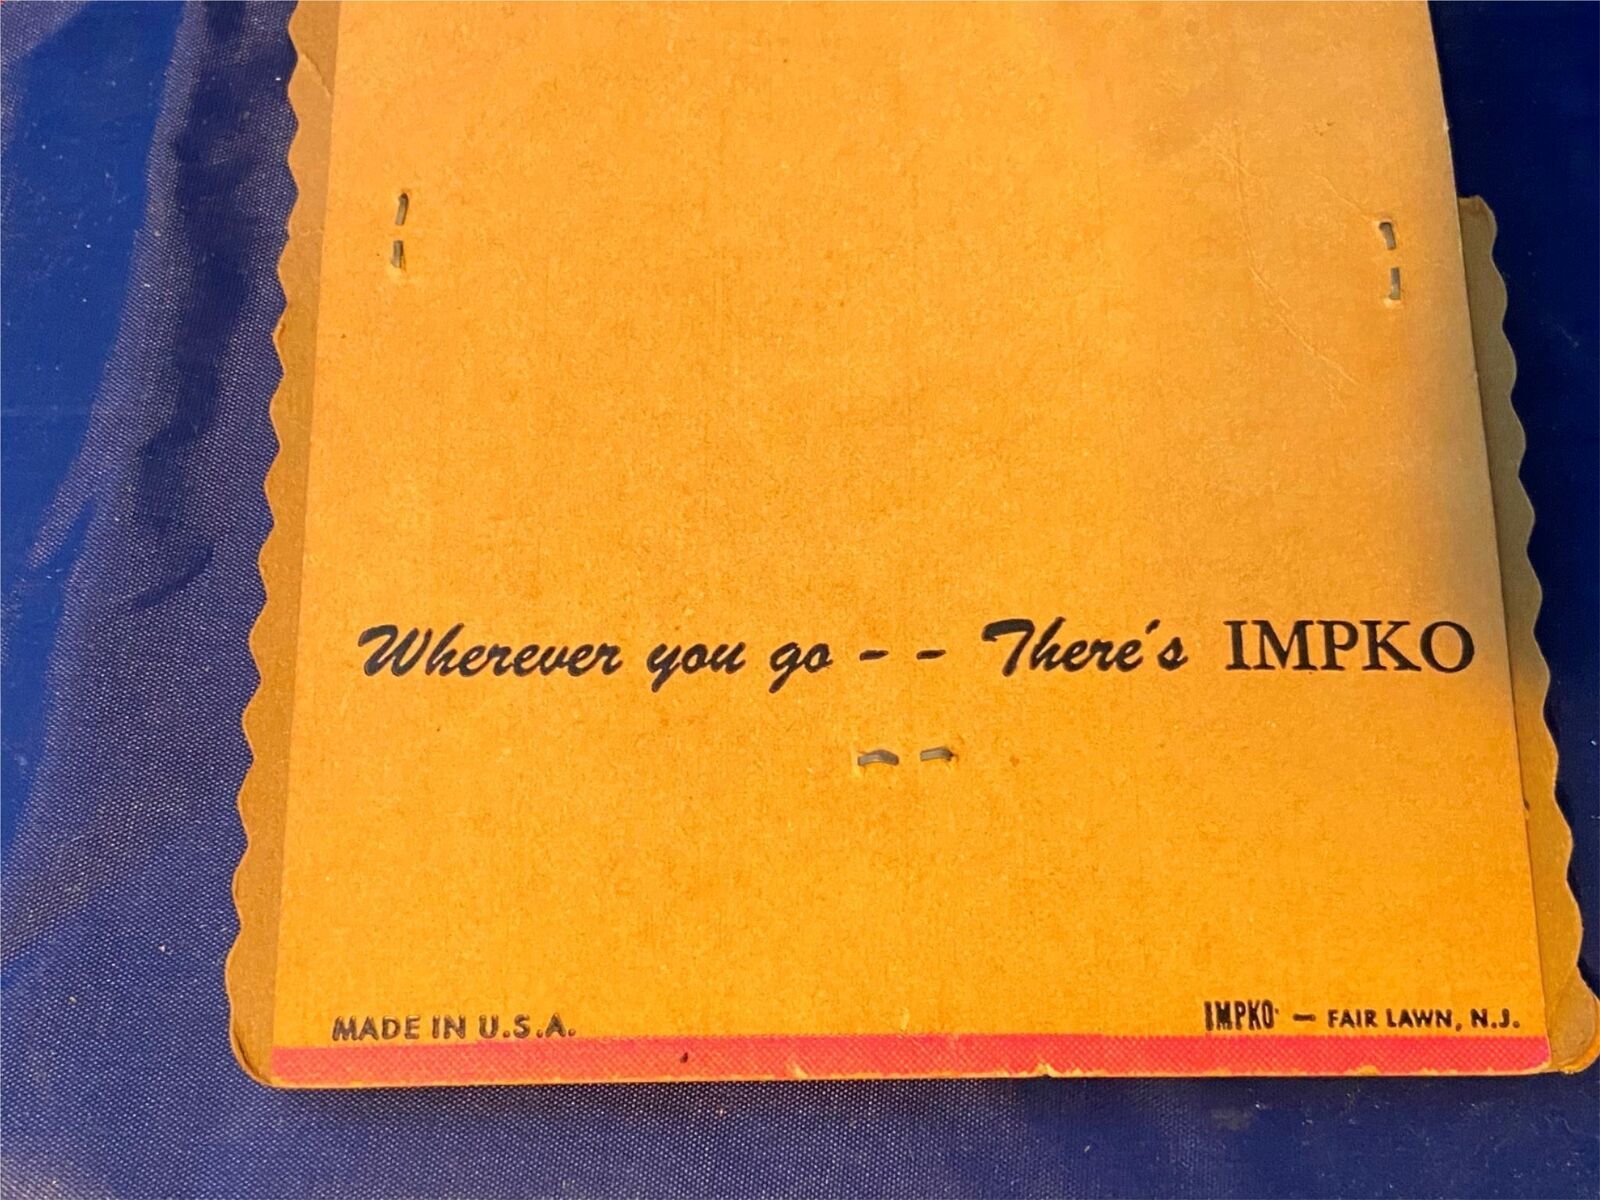 Wherever you go - - There's IMPKO
MADE IN U.S.A.
IMPKO - FAIR LAWN, N.J.